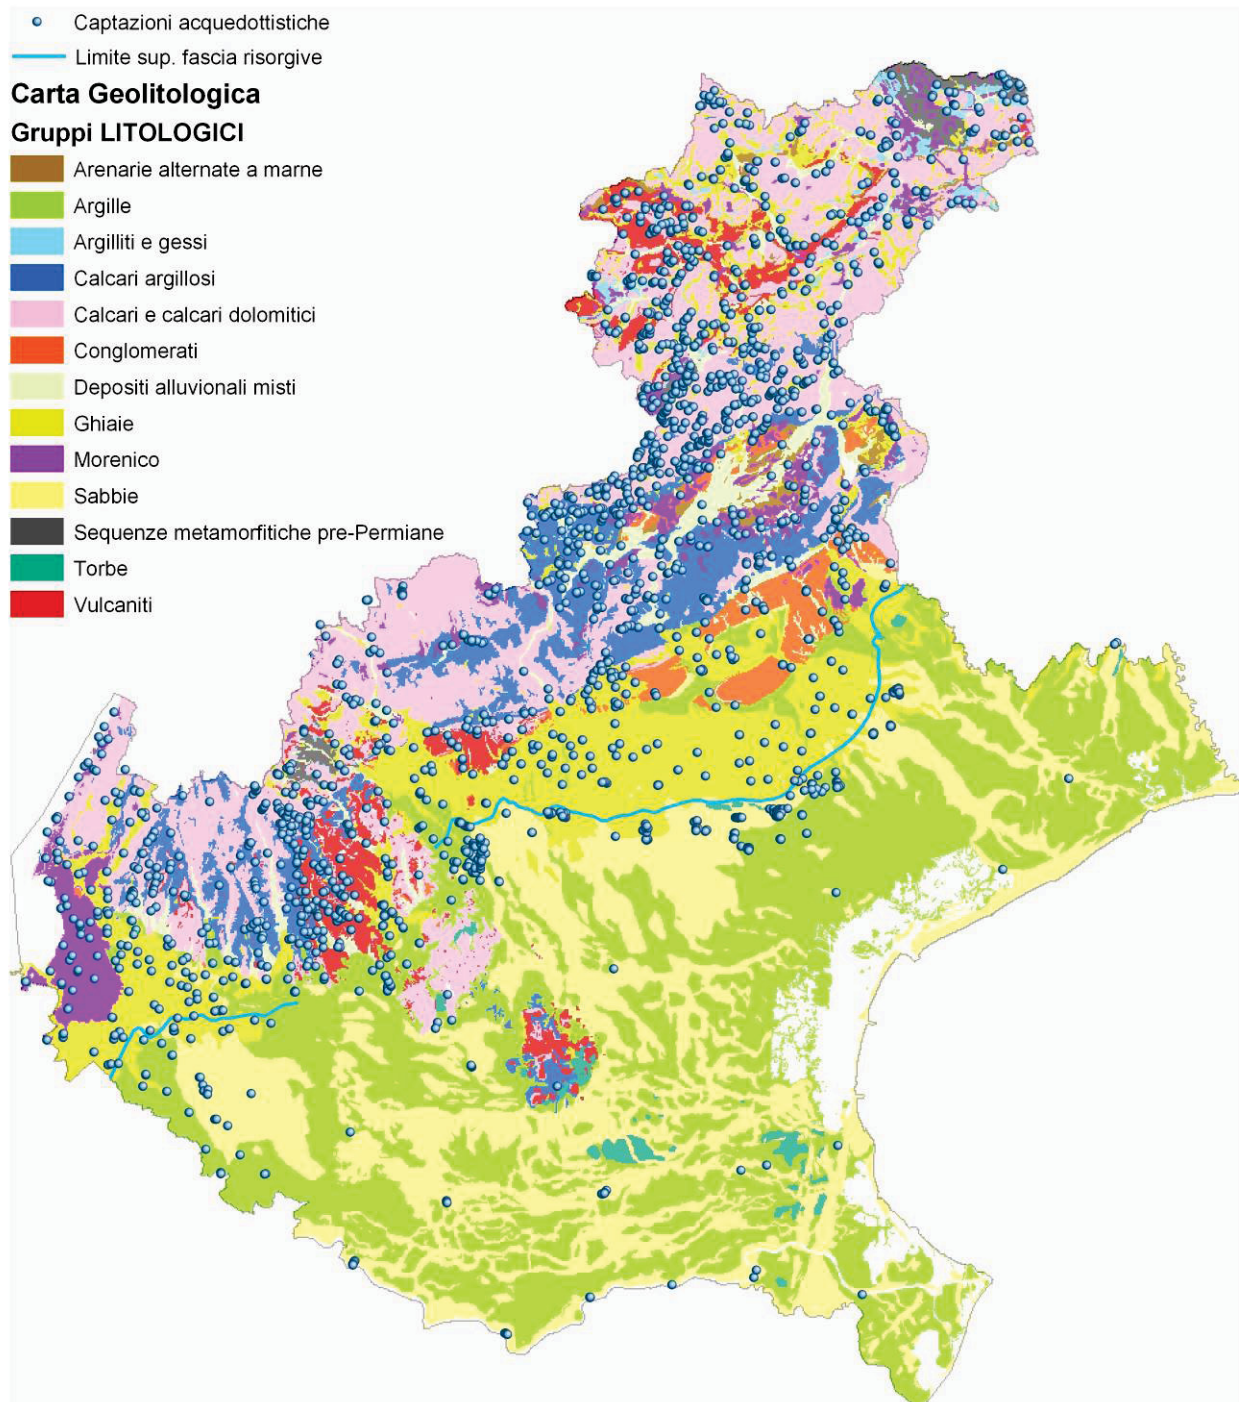 Captazioni acquedottistiche
Limite sup. fascia risorgive
Carta Geolitologica
Gruppi LITOLOGICI
Arenarie alternate a marne
Argille
Argilliti e gessi
Calcari argillosi
Calcari e calcari dolomitici
Conglomerati
Depositi alluvionali misti
Ghiaie
Morenico
Sabbie
Sequenze metamorfitiche pre-Permiane
Torbe
Vulcaniti